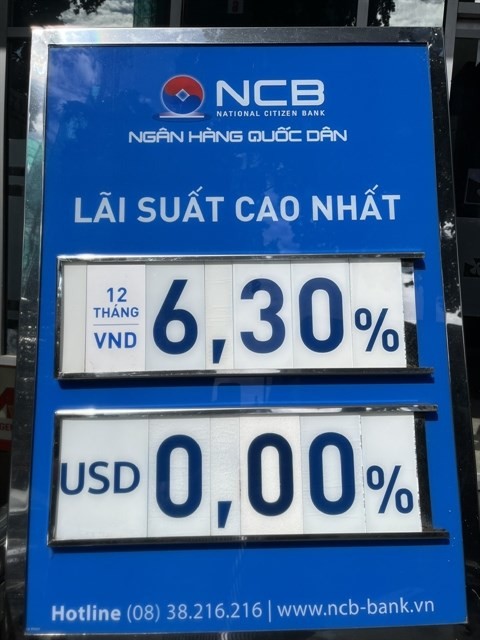 NCB
NATIONAL CITIZEN BANK
NGÂN HÀNG QUỐC DÂN
LÃI SUẤT CAO NHẤT
12
THÁNG
VND
6,30%
USD 0,00%
Hotline (08) 38.216.216 | www.ncb-bank.vn